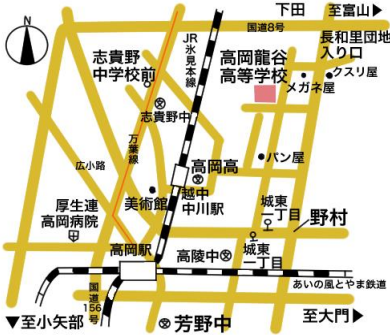 N
下田
至富山▶
国道8号
長和里団地
入り口
志貴野
中学校前
JR氷見本線
高岡龍谷
高等学校
クスリ屋
メガネ屋
志貴野中
万葉線
広小路
パン屋
高岡高
美術館
越中
中川駅
城東
一丁目
野村
厚生連
高岡病院
高岡駅
高陵中
城東
一丁目
あいの風とやま鉄道
国道156号
▼至小矢部
芳野中
至大門▶